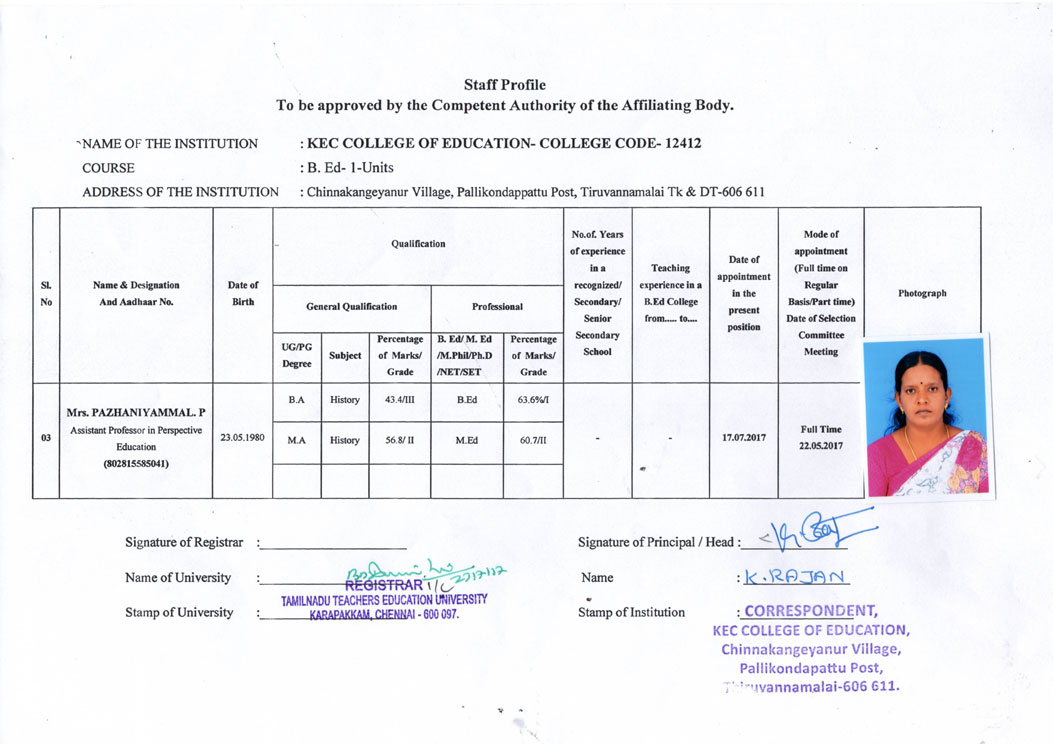 Staff Profile
To be approved by the Competent Authority of the Affiliating Body.
NAME OF THE INSTITUTION : KEC COLLEGE OF EDUCATION- COLLEGE CODE- 12412
COURSE : B. Ed- 1-Units
ADDRESS OF THE INSTITUTION : Chinnakangeyanur Village, Pallikondappattu Post, Tiruvannamalai Tk & DT-606 611
Sl.
No
Name & Designation
And Aadhaar No.
Date of
Birth
Qualification
General Qualification
Professional
UG/PG
Degree
Subject
Percentage
of Marks/
Grade
B. Ed/ M. Ed
/M.Phil/Ph.D
/NET/SET
Percentage
of Marks/
Grade
No.of. Years
of experience
in a
recognized/
Secondary/
Senior
Secondary
School
Teaching
experience in a
B.Ed College
from..... to....
Date of
appointment
in the
present
position
Mode of
appointment
(Full time on
Regular
Basis/Part time)
Date of Selection
Committee
Meeting
Photograph
03
Mrs. PAZHANIYAMMAL. P
Assistant Professor in Perspective
Education
(802815585041)
23.05.1980
B.A History 43.4/III B.Ed 63.6%/I
M.A History 56.8/ II M.Ed 60.7/II
-
-
17.07.2017
Full Time
22.05.2017
Signature of Registrar :
Name of University :
REGISTRAR I/C
Stamp of University :
TAMILNADU TEACHERS EDUCATION UNIVERSITY
KARAPAKKAM, CHENNAI - 600 097.
Signature of Principal / Head :
Name : K. RAJAN
Stamp of Institution : CORRESPONDENT,
KEC COLLEGE OF EDUCATION,
Chinnakangeyanur Village,
Pallikondapattu Post,
Thiruvannamalai-606 611.